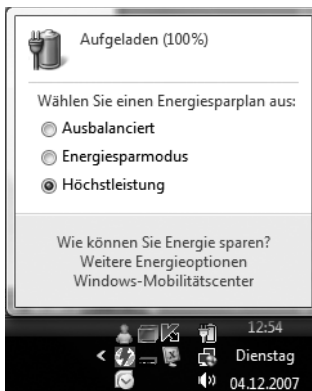 Aufgeladen (100%)
Wählen Sie einen Energiesparplan aus:
Ausbalanciert
Energiesparmodus
Höchstleistung
Wie können Sie Energie sparen?
Weitere Energieoptionen
Windows-Mobilitätscenter
12:54
Dienstag
04.12.2007